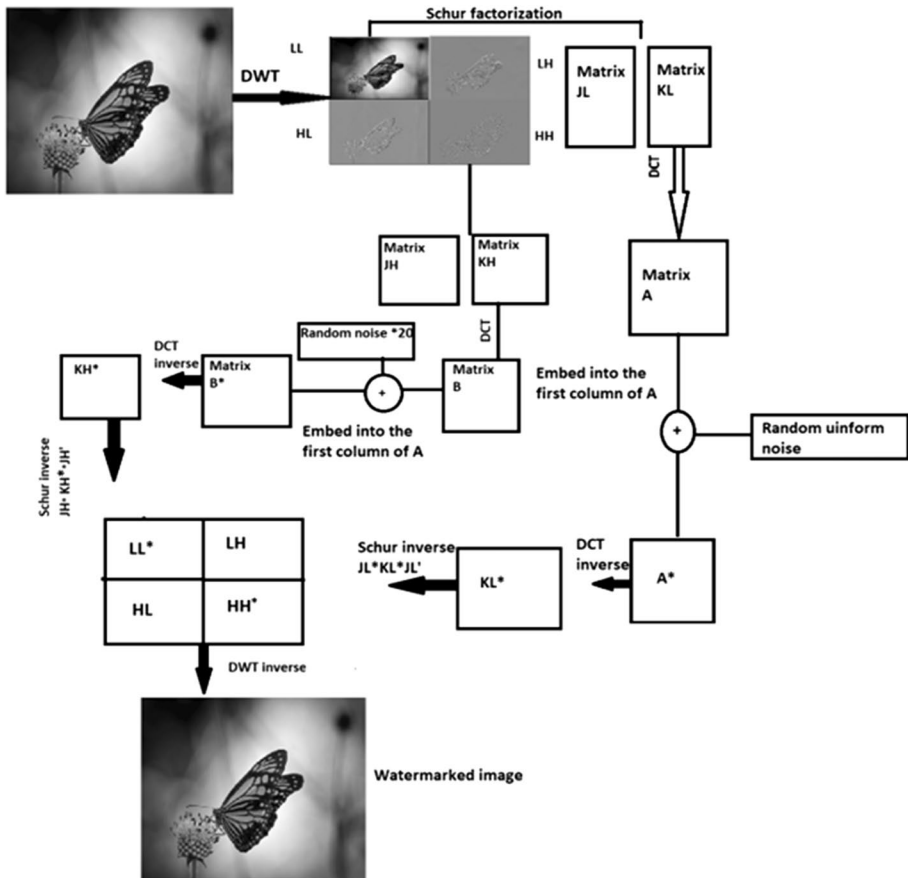 Schur factorization
LL
LH
DWT
HL
HH
Matrix
JL
Matrix
KL
DCT
Matrix
JH
Matrix
KH
Matrix
A
DCT
Random noise *20
DCT
inverse
KH*
Matrix
B*
+
Matrix
B
Embed into the
first column of A
Embed into the
first column of A
+
Random uinform
noise
Schur inverse
JH* KH**JH'
LL*
LH
HL
HH*
Schur inverse
JL*KL*JL'
KL*
DCT
inverse
A*
DWT inverse
Watermarked image